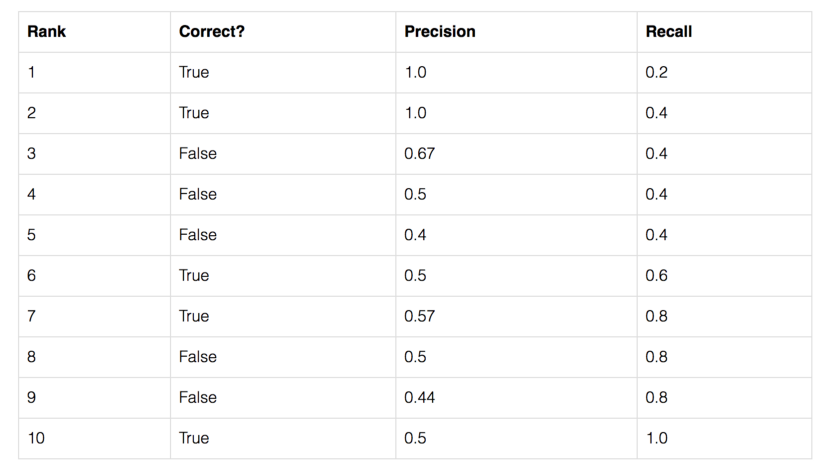 Rank Correct? Precision Recall
1 True 1.0 0.2
2 True 1.0 0.4
3 False 0.67 0.4
4 False 0.5 0.4
5 False 0.4 0.4
6 True 0.5 0.6
7 True 0.57 0.8
8 False 0.5 0.8
9 False 0.44 0.8
10 True 0.5 1.0